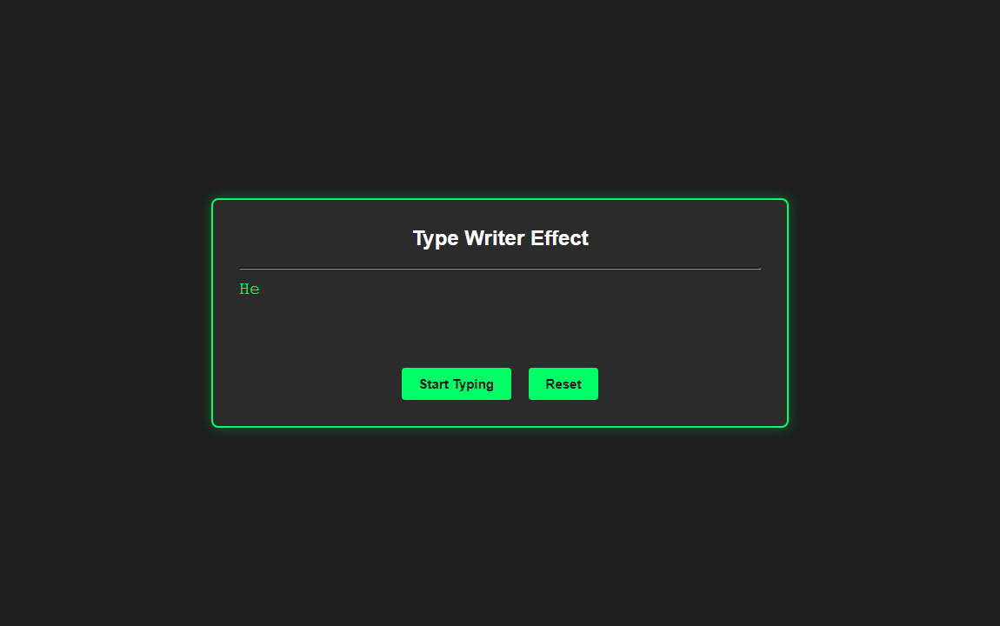 Type Writer Effect
He
Start Typing Reset